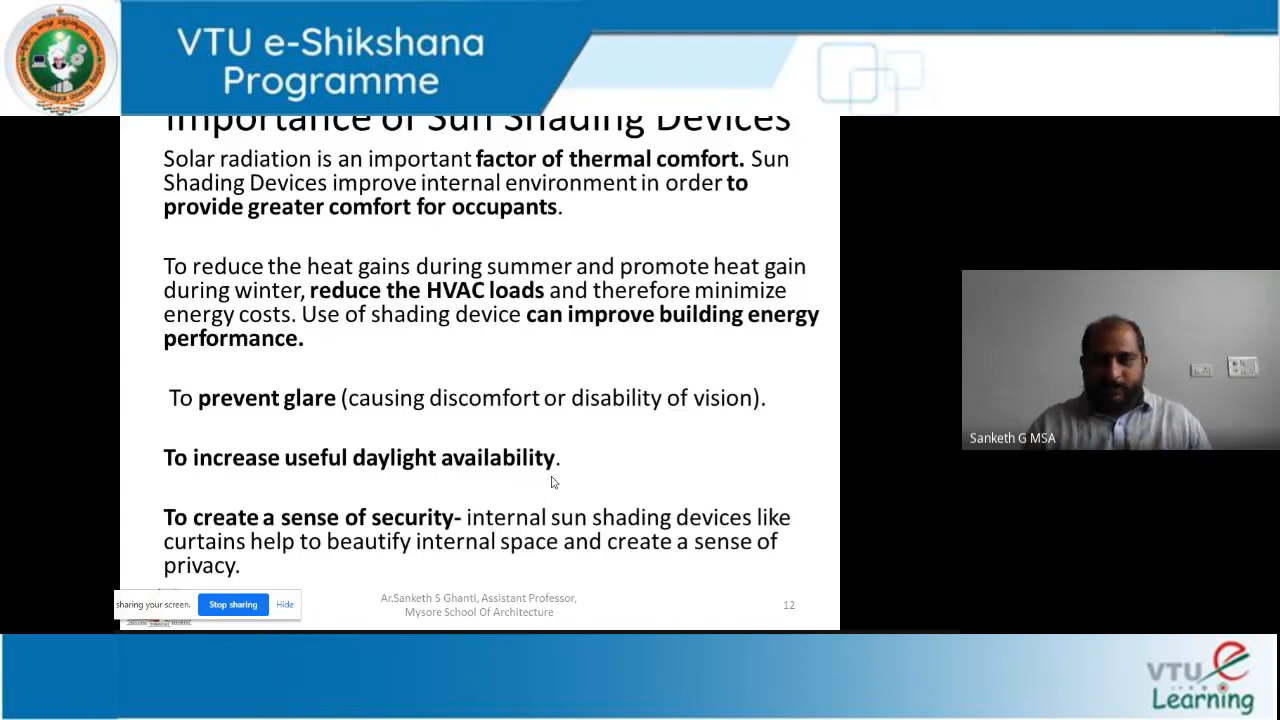 VTU e-Shikshana
Programme
Importance of Sun Shading Devices
Solar radiation is an important factor of thermal comfort. Sun
Shading Devices improve internal environment in order to
provide greater comfort for occupants.
To reduce the heat gains during summer and promote heat gain
during winter, reduce the HVAC loads and therefore minimize
energy costs. Use of shading device can improve building energy
performance.
To prevent glare (causing discomfort or disability of vision).
To increase useful daylight availability.
To create a sense of security- internal sun shading devices like
curtains help to beautify internal space and create a sense of
privacy.
Sanketh G MSA
sharing your screen. Stop sharing Hide
Ar.Sanketh S Ghanti, Assistant Professor,
Mysore School Of Architecture
12
VTU e
Learning